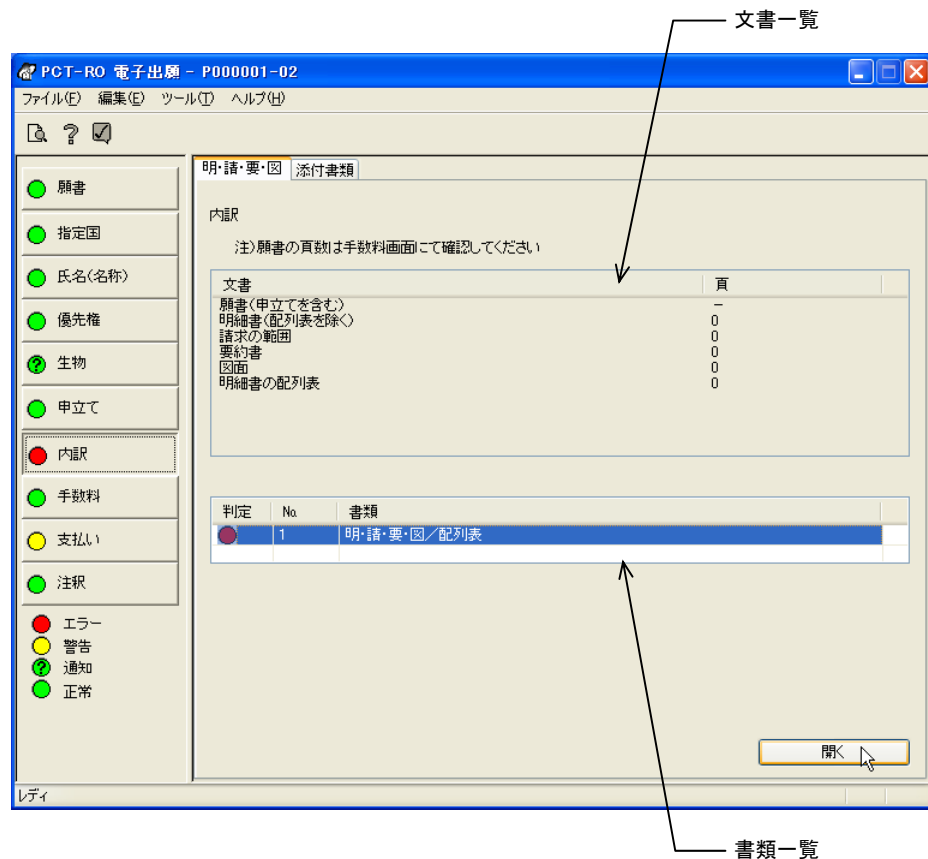 文書一覧
PCT-RO 電子出願 - P000001-02
ファイル(F) 編集(E) ツール(T) ヘルプ(H)
明・請・要・図 添付書類
願書
指定国
氏名(名称)
優先権
生物
申立て
内訳
手数料
支払い
注釈
エラー
警告
通知
正常
内訳
注)願書の頁数は手数料画面にて確認してください
文書 頁
願書(申立てを含む) -
明細書(配列表を除く) 0
請求の範囲 0
要約書 0
図面 0
明細書の配列表 0
判定 No. 書類
1 明・請・要・図/配列表
開く
レディ
書類一覧